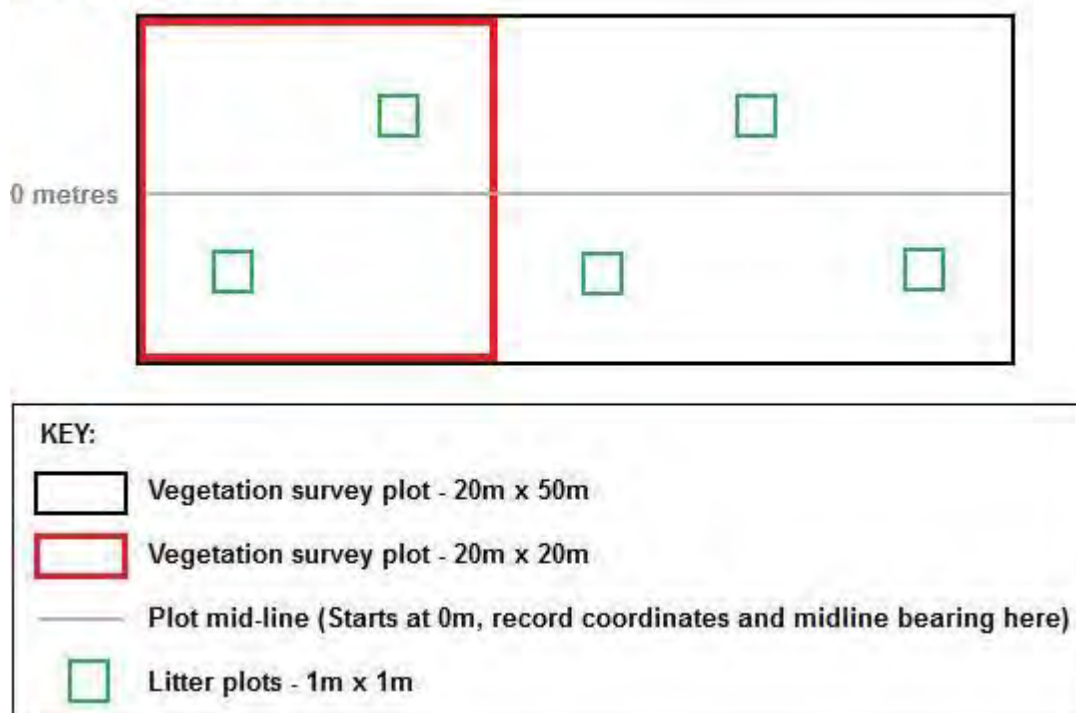 0 metres
KEY:
Vegetation survey plot - 20m x 50m
Vegetation survey plot - 20m x 20m
Plot mid-line (Starts at 0m, record coordinates and midline bearing here)
Litter plots - 1m x 1m